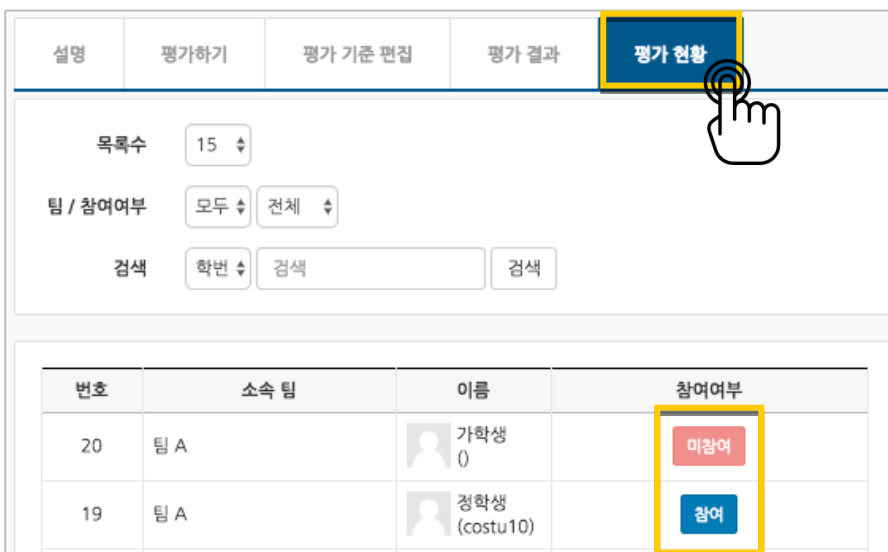 설명 평가하기 평가 기준 편집 평가 결과 평가 현황
목록수 15
팀 / 참여여부 모두 전체
검색 학번 검색 검색
번호 소속 팀 이름 참여여부
20 팀 A 가학생 미참여
()
19 팀 A 정학생 참여
(costu10)